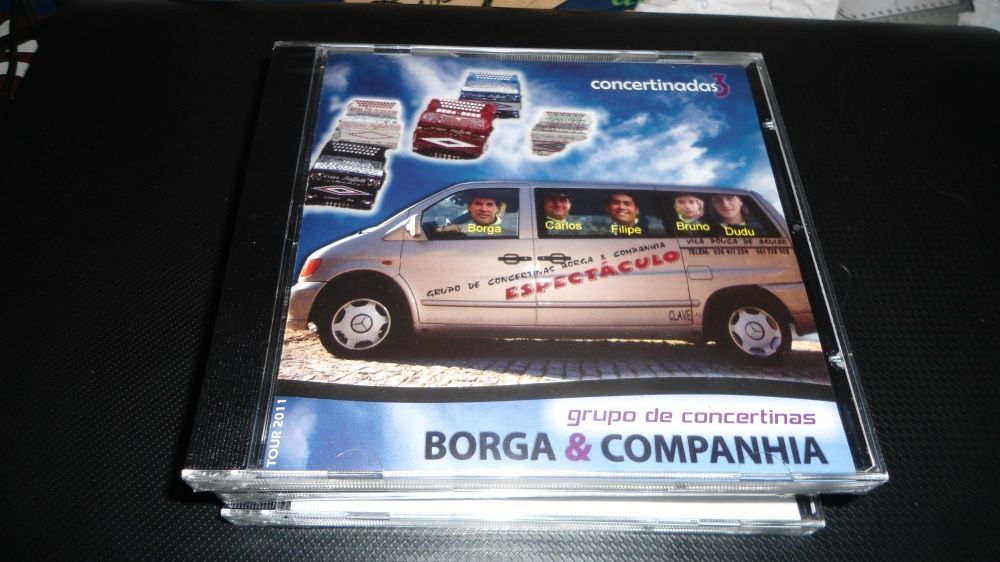 concertinadas3
Borga
Carlos
Filipe
Bruno
Dudu
VILA POUCA DE AGUIAR
GRUPO DE CONCERTINAS BORGA & COMPANHIA
ESPECTÁCULO
CLAVE
grupo de concertinas
BORGA & COMPANHIA
TOUR 2011